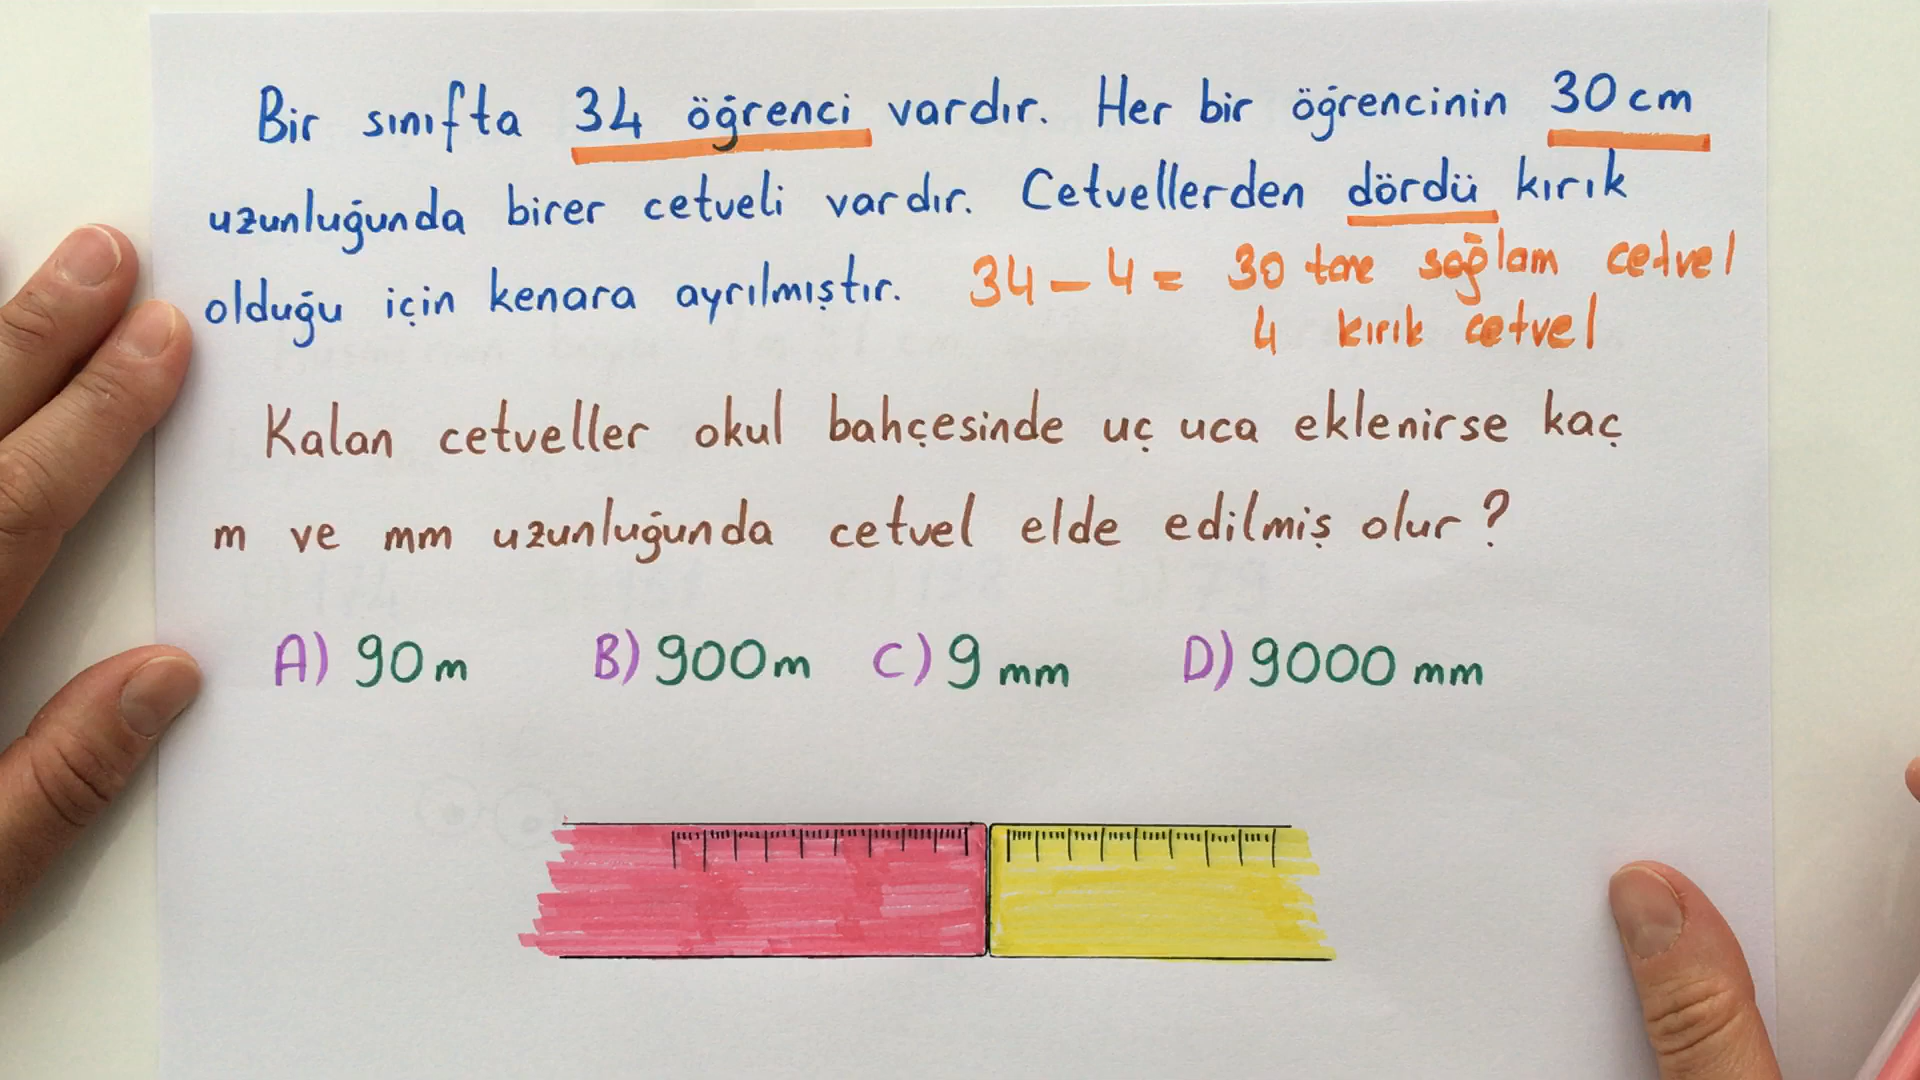 Bir sınıfta 34 öğrenci vardır. Her bir öğrencinin 30 cm
uzunluğunda birer cetveli vardır. Cetvellerden dördü kırık
olduğu için kenara ayrılmıştır. 34 - 4 = 30 tane sağlam cetvel
4 kırık cetvel
Kalan cetveller okul bahçesinde uç uca eklenirse kaç
m ve mm uzunluğunda cetvel elde edilmiş olur?
A) 90 m B) 900 m C) 9 mm D) 9000 mm